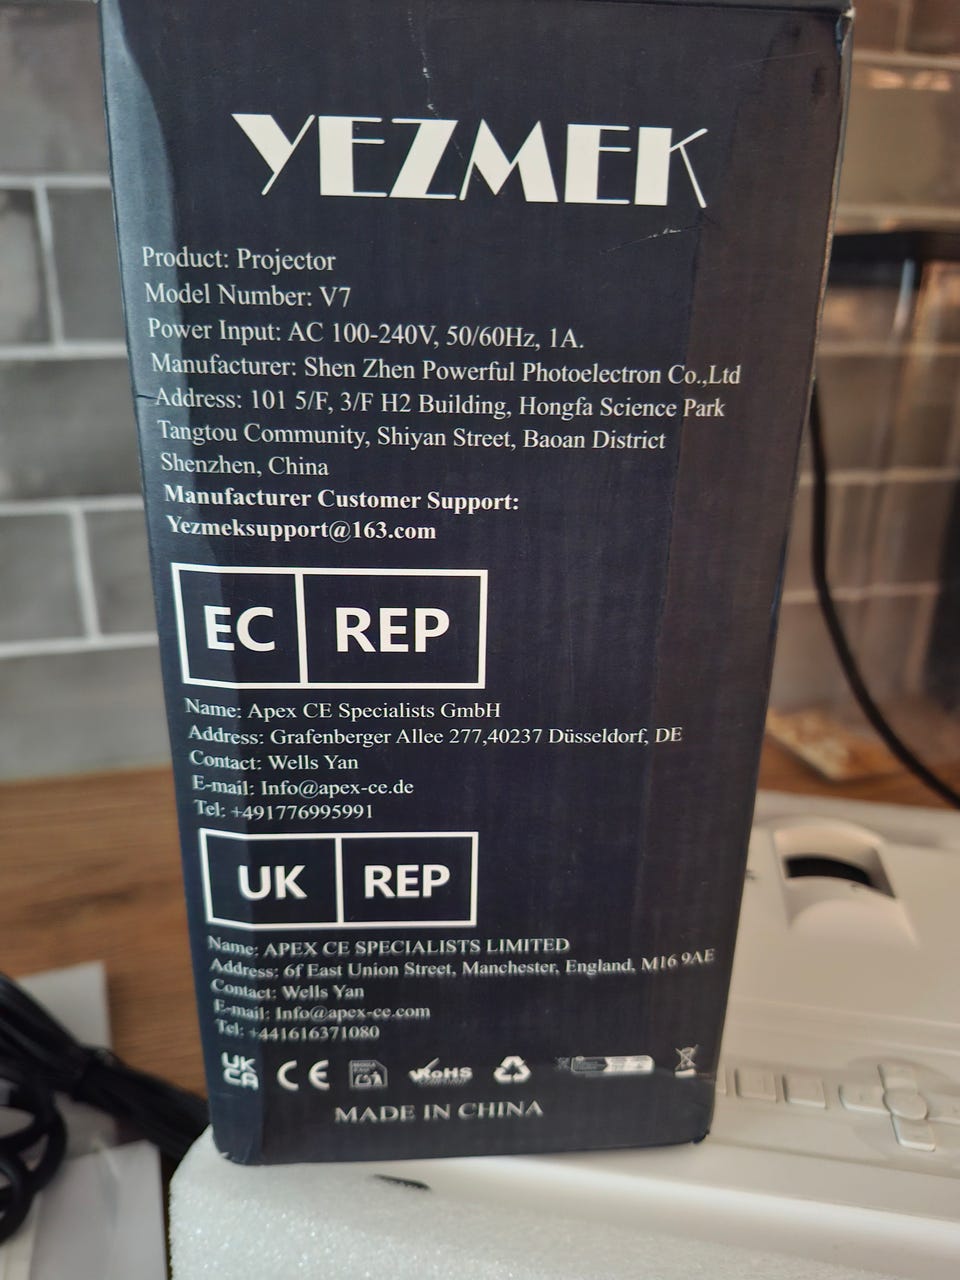 YEZMEK
Product: Projector
Model Number: V7
Power Input: AC 100-240V, 50/60Hz, 1A.
Manufacturer: Shen Zhen Powerful Photoelectron Co.,Ltd
Address: 101 5/F, 3/F H2 Building, Hongfa Science Park
Tangtou Community, Shiyan Street, Baoan District
Shenzhen, China
Manufacturer Customer Support:
Yezmeksupport@163.com
EC REP
Name: Apex CE Specialists GmbH
Address: Grafenberger Allee 277,40237 Düsseldorf, DE
Contact: Wells Yan
E-mail: Info@apex-ce.de
Tel: +491776995991
UK REP
Name: APEX CE SPECIALISTS LIMITED
Address: 6f East Union Street, Manchester, England, M16 9AE
Contact: Wells Yan
E-mail: Info@apex-ce.com
Tel: +441616371080
UK
CA
CE
RoHS
MADE IN CHINA